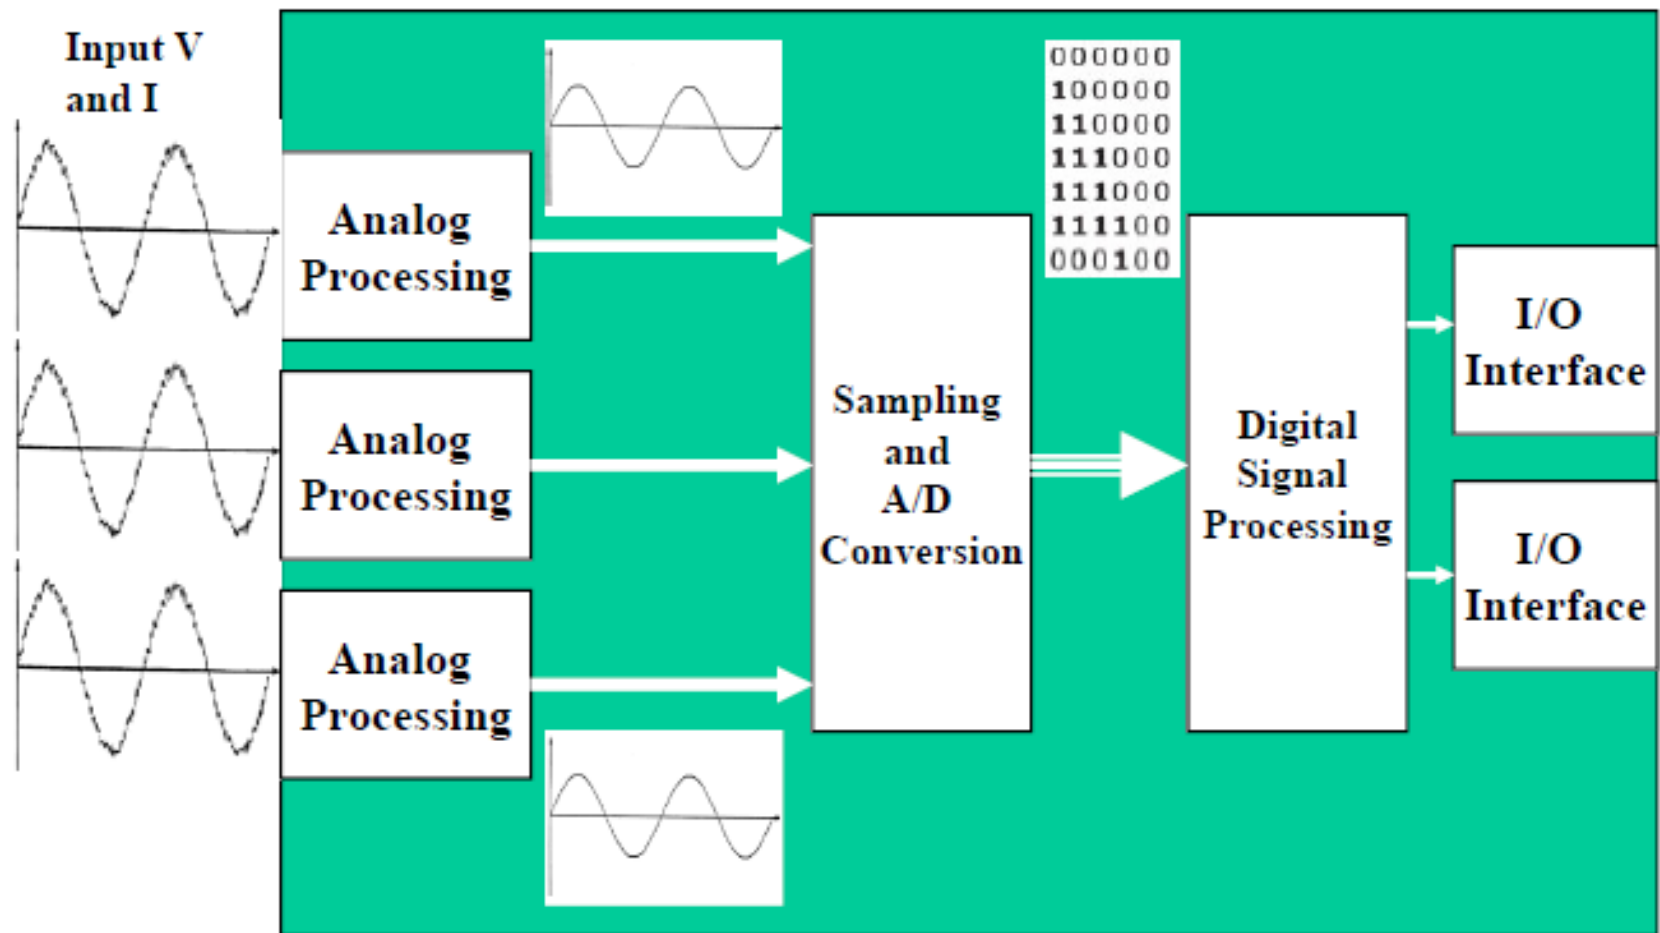 Input V
and I
Analog
Processing
Analog
Processing
Analog
Processing
Sampling
and
A/D
Conversion
000000
100000
110000
111000
111000
111100
000100
Digital
Signal
Processing
I/O
Interface
I/O
Interface